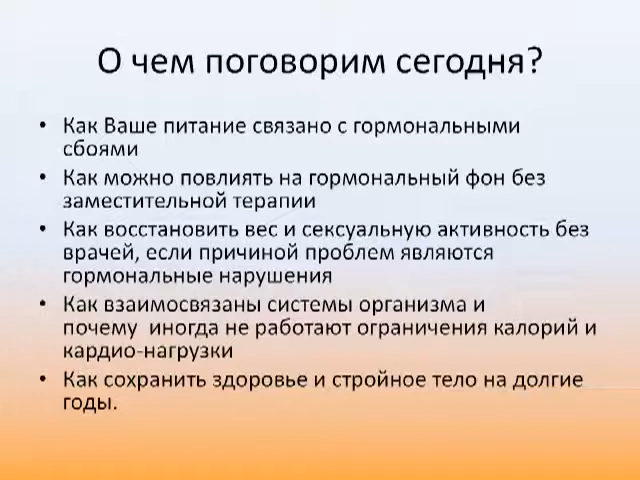 О чем поговорим сегодня?
• Как Ваше питание связано с гормональными
сбоями
• Как можно повлиять на гормональный фон без
заместительной терапии
• Как восстановить вес и сексуальную активность без
врачей, если причиной проблем являются
гормональные нарушения
• Как взаимосвязаны системы организма и
почему  иногда не работают ограничения калорий и
кардио-нагрузки
• Как сохранить здоровье и стройное тело на долгие
годы.